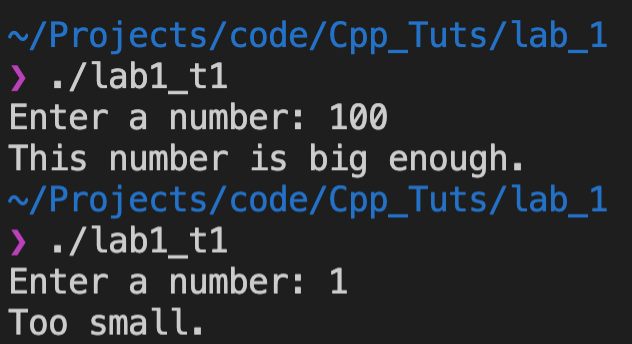 ~/Projects/code/Cpp_Tuts/lab_1
❯ ./lab1_t1
Enter a number: 100
This number is big enough.
~/Projects/code/Cpp_Tuts/lab_1
❯ ./lab1_t1
Enter a number: 1
Too small.